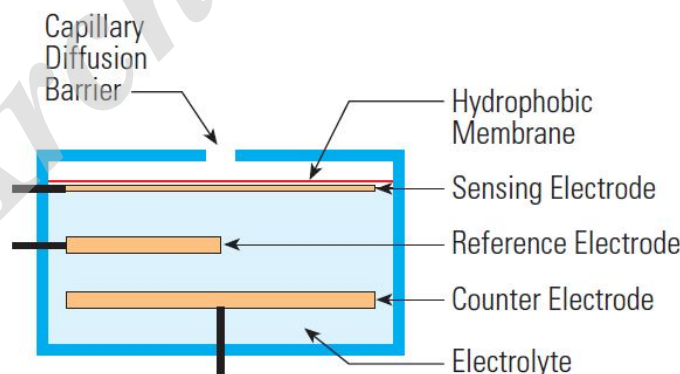 Capillary
Diffusion
Barrier
Hydrophobic
Membrane
Sensing Electrode
Reference Electrode
Counter Electrode
Electrolyte